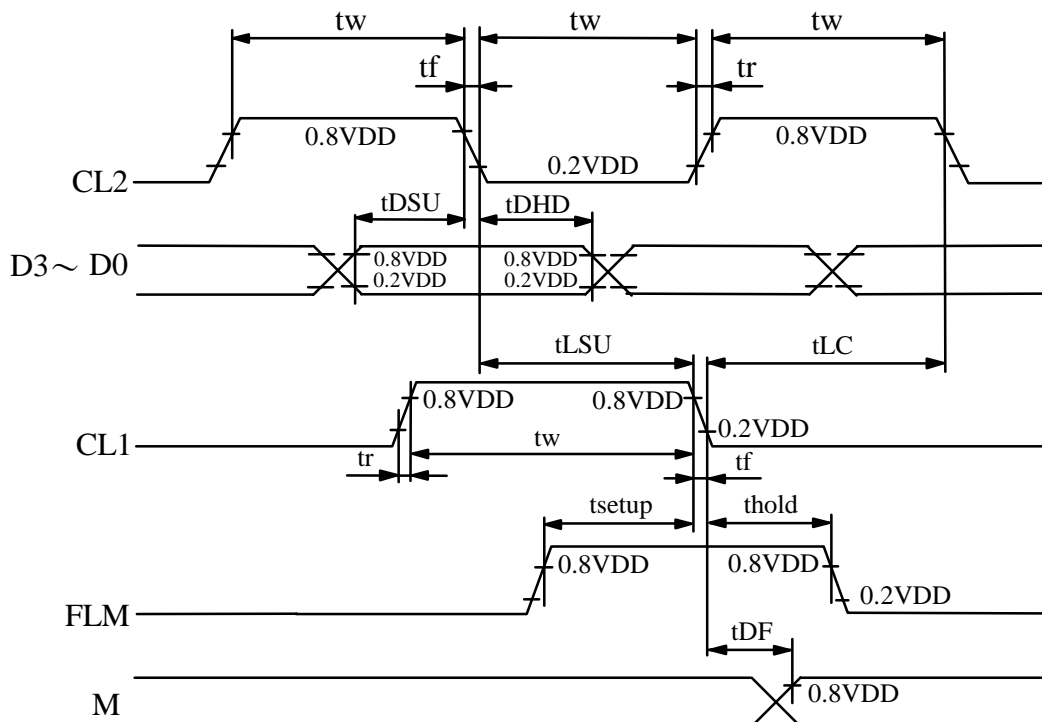 tw tw tw
tf tr
0.8VDD 0.8VDD
0.2VDD
CL2
tDSU tDHD
D3～ D0
0.8VDD 0.8VDD
0.2VDD 0.2VDD
tLSU tLC
0.8VDD 0.8VDD
0.2VDD
CL1
tw
tr tf
tsetup thold
0.8VDD 0.8VDD
0.2VDD
FLM
tDF
0.8VDD
M